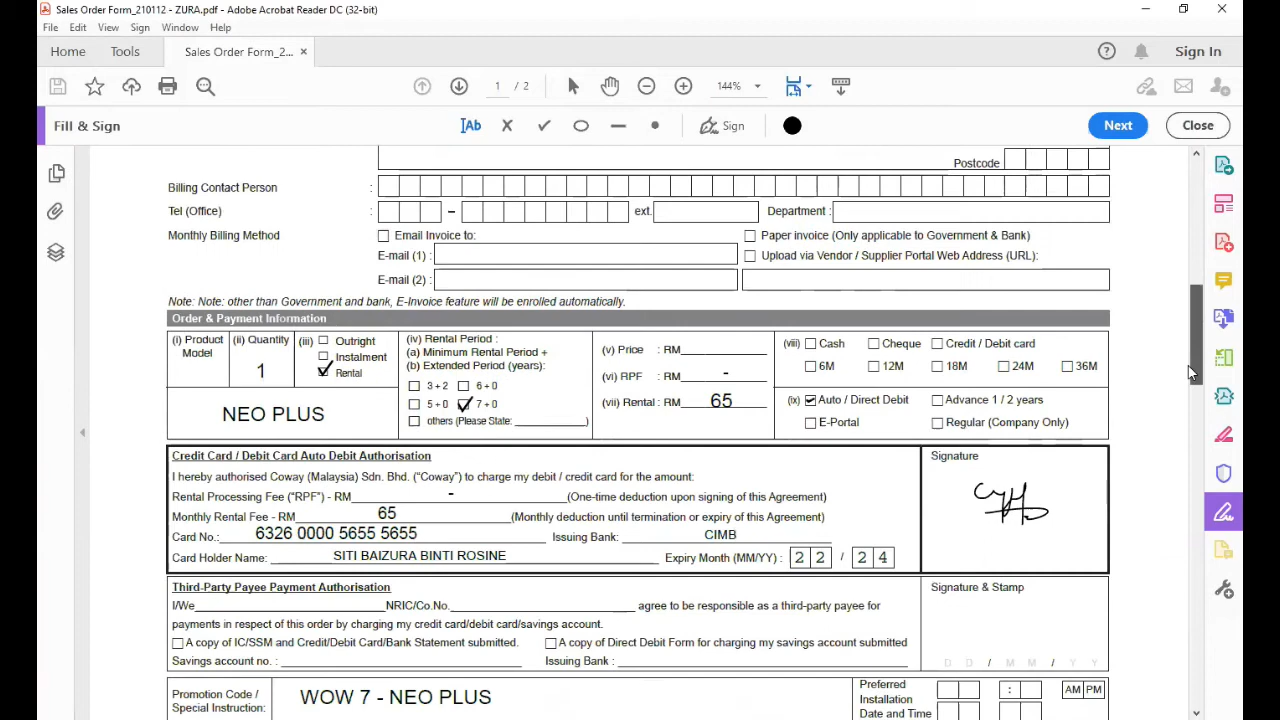 Sales Order Form_210112 - ZURA.pdf - Adobe Acrobat Reader DC (32-bit)
File Edit View Sign Window Help
Home Tools Sales Order Form_2... × Sign In
1 / 2 144%
Fill & Sign Ab Sign Next Close
Postcode
Billing Contact Person :
Tel (Office) : – ext. Department :
Monthly Billing Method Email Invoice to: Paper invoice (Only applicable to Government & Bank)
E-mail (1) : Upload via Vendor / Supplier Portal Web Address (URL):
E-mail (2) :
Note: Note: other than Government and bank, E-Invoice feature will be enrolled automatically.
Order & Payment Information
(i) Product Model
NEO PLUS
(ii) Quantity
1
(iii) Outright
Instalment
Rental
(iv) Rental Period :
(a) Minimum Rental Period +
(b) Extended Period (years):
3 + 2 6 + 0
5 + 0 7 + 0
others (Please State: )
(v) Price : RM
(vi) RPF : RM -
(vii) Rental : RM 65
(viii) Cash Cheque Credit / Debit card
6M 12M 18M 24M 36M
(ix) Auto / Direct Debit Advance 1 / 2 years
E-Portal Regular (Company Only)
Credit Card / Debit Card Auto Debit Authorisation
I hereby authorised Coway (Malaysia) Sdn. Bhd. ("Coway") to charge my debit / credit card for the amount:
Rental Processing Fee ("RPF") - RM - (One-time deduction upon signing of this Agreement)
Monthly Rental Fee - RM 65 (Monthly deduction until termination or expiry of this Agreement)
Card No.: 6326 0000 5655 5655 Issuing Bank: CIMB
Card Holder Name: SITI BAIZURA BINTI ROSINE Expiry Month (MM/YY) : 2 2 / 2 4
Signature
Third-Party Payee Payment Authorisation
I/We NRIC/Co.No. agree to be responsible as a third-party payee for
payments in respect of this order by charging my credit card/debit card/savings account.
A copy of IC/SSM and Credit/Debit Card/Bank Statement submitted. A copy of Direct Debit Form for charging my savings account submitted
Savings account no. : Issuing Bank :
Signature & Stamp
D D / M M / Y Y
Promotion Code /
Special Instruction:
WOW 7 - NEO PLUS
Preferred
Installation
Date and Time
: AM PM